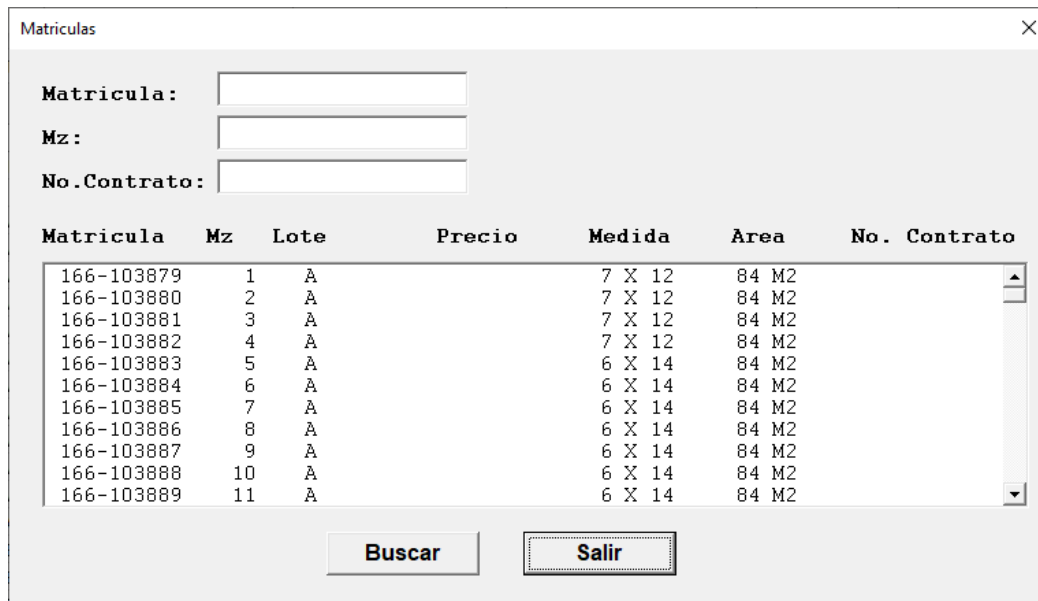 Matriculas
Matricula:
Mz:
No.Contrato:
Matricula Mz Lote Precio Medida Area No. Contrato
166-103879 1 A 7 X 12 84 M2
166-103880 2 A 7 X 12 84 M2
166-103881 3 A 7 X 12 84 M2
166-103882 4 A 7 X 12 84 M2
166-103883 5 A 6 X 14 84 M2
166-103884 6 A 6 X 14 84 M2
166-103885 7 A 6 X 14 84 M2
166-103886 8 A 6 X 14 84 M2
166-103887 9 A 6 X 14 84 M2
166-103888 10 A 6 X 14 84 M2
166-103889 11 A 6 X 14 84 M2
Buscar Salir